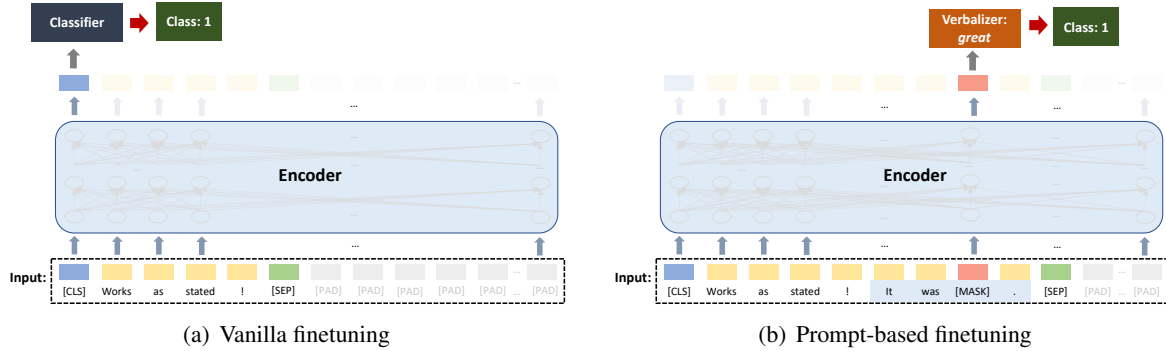 Classifier
Class: 1
...
...
Encoder
...
Input:
[CLS] Works as stated ! [SEP] [PAD] [PAD] [PAD] [PAD] [PAD] ... [PAD]
(a) Vanilla finetuning
Verbalizer:
great
Class: 1
...
...
Encoder
...
Input:
[CLS] Works as stated ! It was [MASK] . [SEP] [PAD] [PAD] ... [PAD]
(b) Prompt-based finetuning